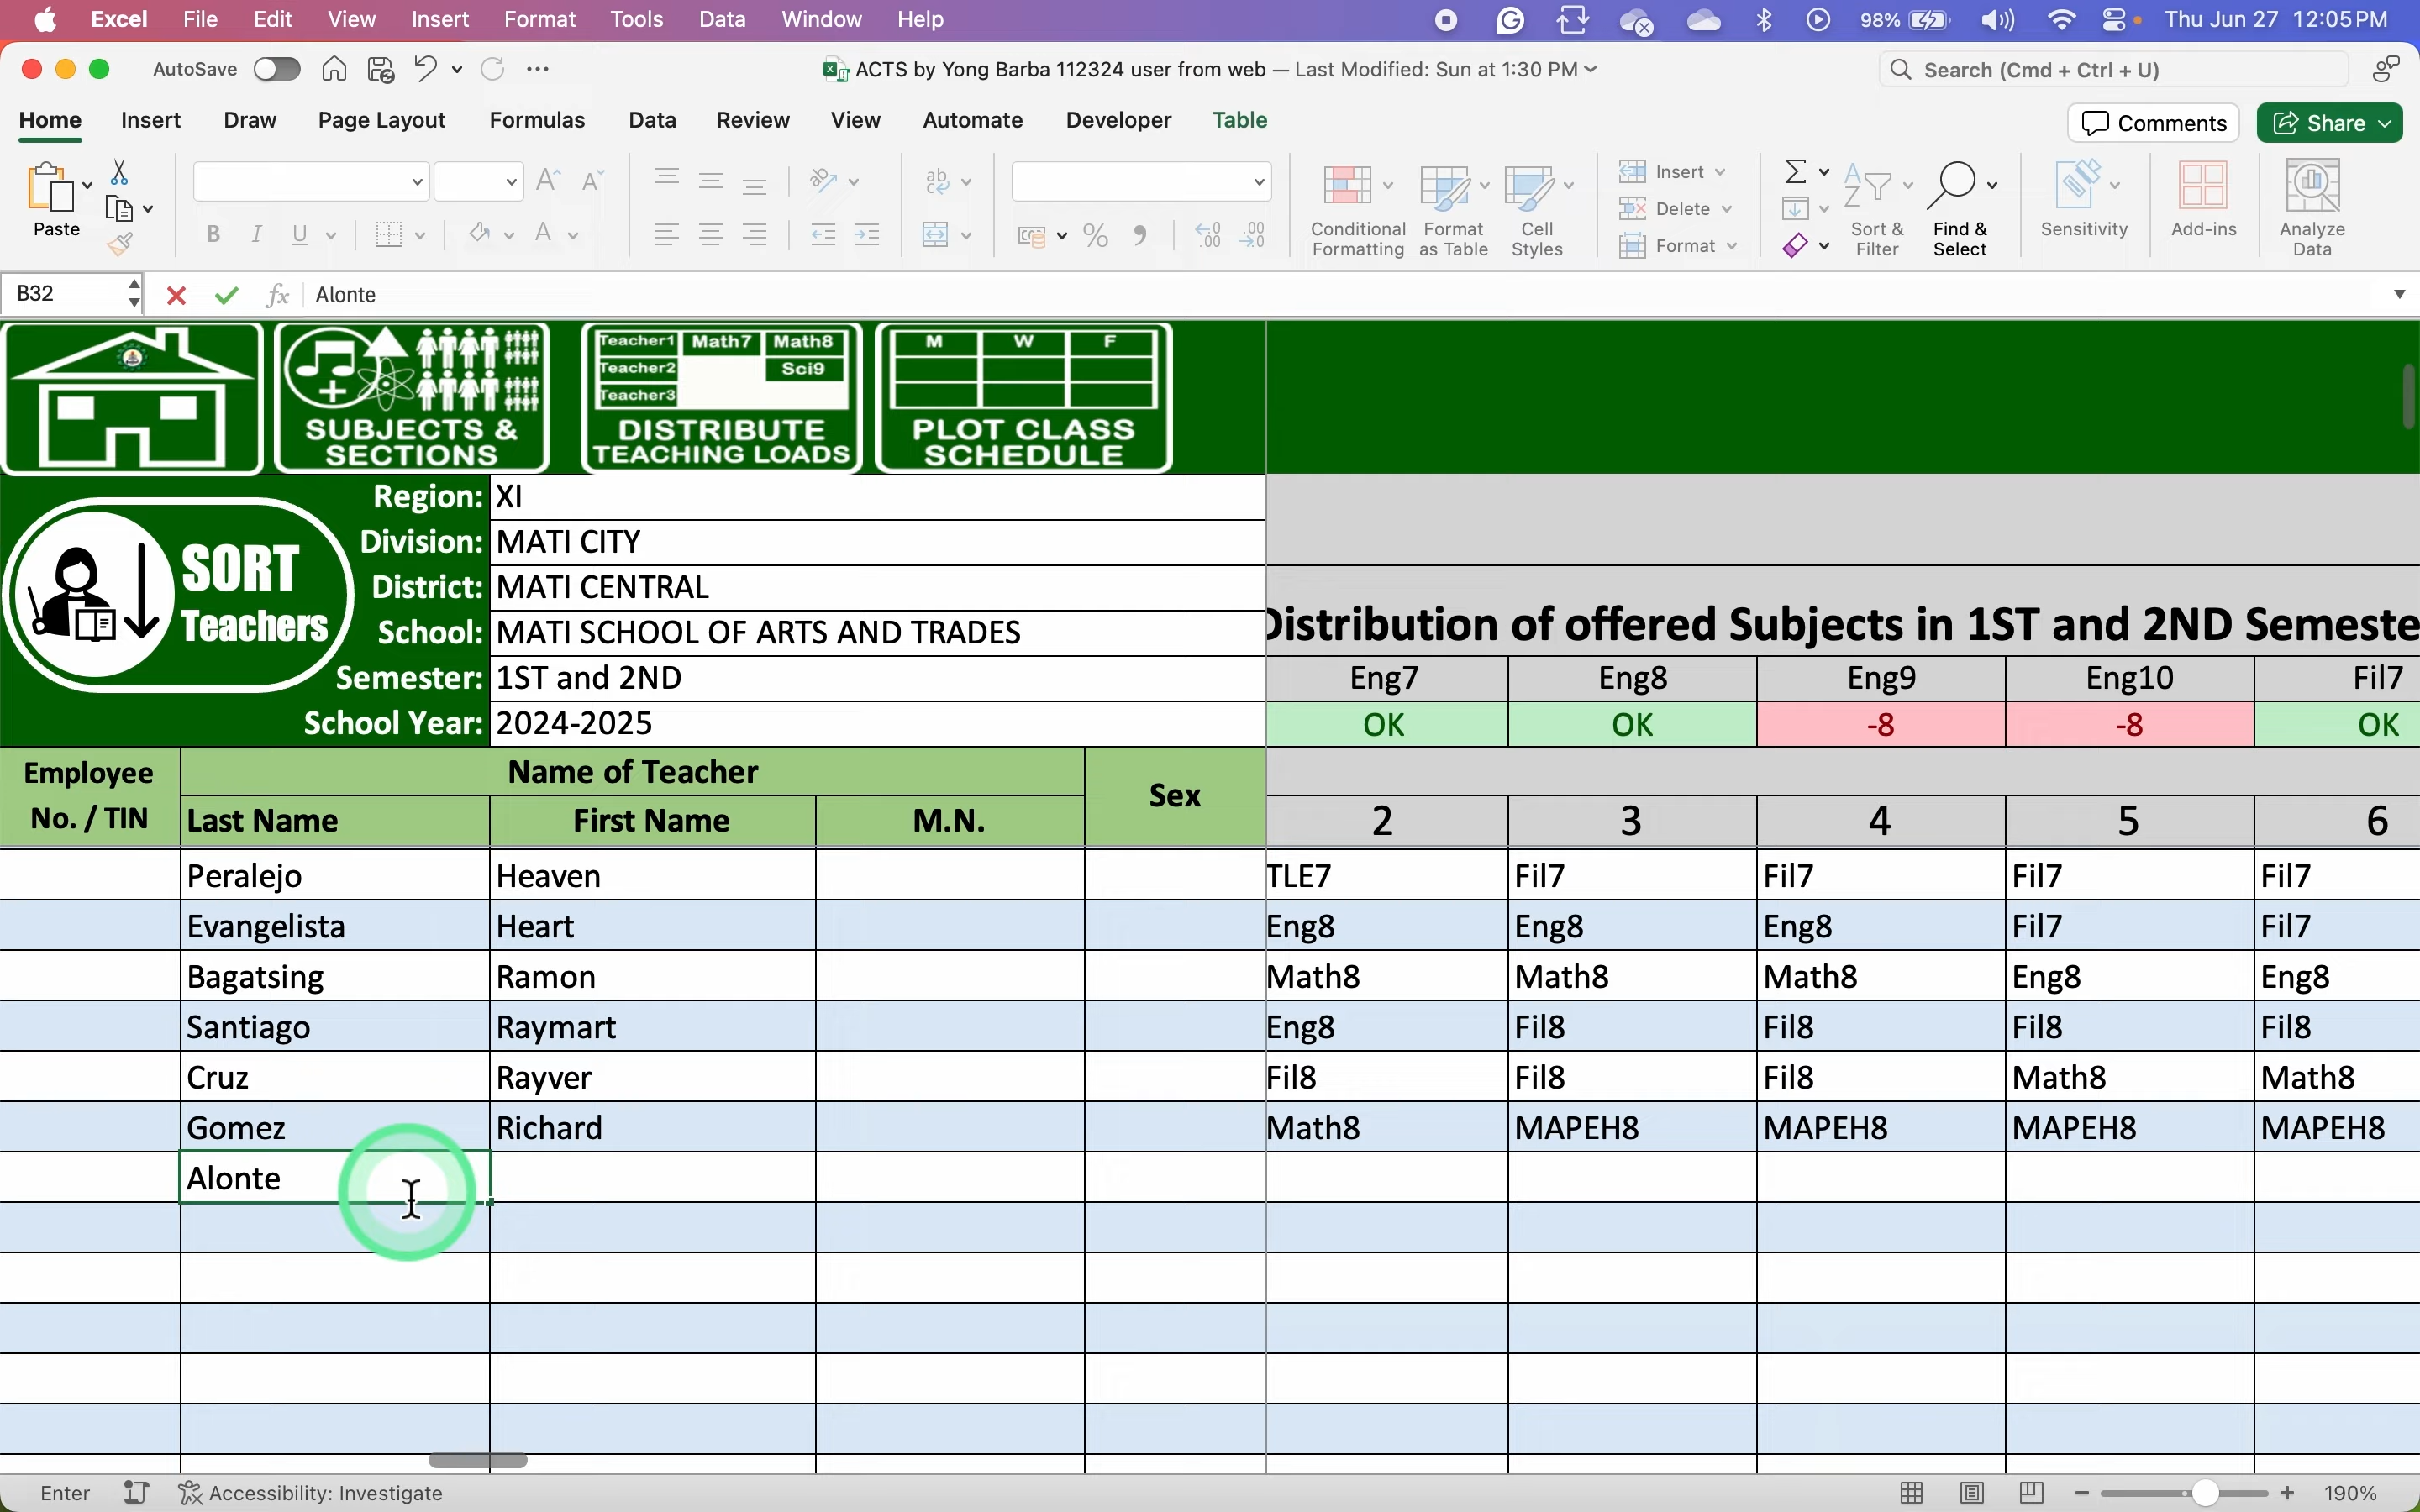 Excel File Edit View Insert Format Tools Data Window Help 98% Thu Jun 27 12:05 PM
AutoSave ACTS by Yong Barba 112324 user from web — Last Modified: Sun at 1:30 PM Search (Cmd + Ctrl + U)
Home Insert Draw Page Layout Formulas Data Review View Automate Developer Table Comments Share
Paste Conditional Formatting Format as Table Cell Styles Insert Delete Format Sort & Filter Find & Select Sensitivity Add-ins Analyze Data
B32 fx Alonte
SUBJECTS & SECTIONS
Teacher1 Math7 Math8
Teacher2 Sci9
Teacher3
DISTRIBUTE TEACHING LOADS
M W F
PLOT CLASS SCHEDULE
SORT Teachers
Region: XI
Division: MATI CITY
District: MATI CENTRAL
School: MATI SCHOOL OF ARTS AND TRADES
Semester: 1ST and 2ND
School Year: 2024-2025
Distribution of offered Subjects in 1ST and 2ND Semeste
Eng7 Eng8 Eng9 Eng10 Fil7
OK OK -8 -8 OK
Employee No. / TIN Name of Teacher Sex
Last Name First Name M.N. 2 3 4 5 6
Peralejo Heaven TLE7 Fil7 Fil7 Fil7 Fil7
Evangelista Heart Eng8 Eng8 Eng8 Fil7 Fil7
Bagatsing Ramon Math8 Math8 Math8 Eng8 Eng8
Santiago Raymart Eng8 Fil8 Fil8 Fil8 Fil8
Cruz Rayver Fil8 Fil8 Fil8 Math8 Math8
Gomez Richard Math8 MAPEH8 MAPEH8 MAPEH8 MAPEH8
Alonte
Enter Accessibility: Investigate 190%